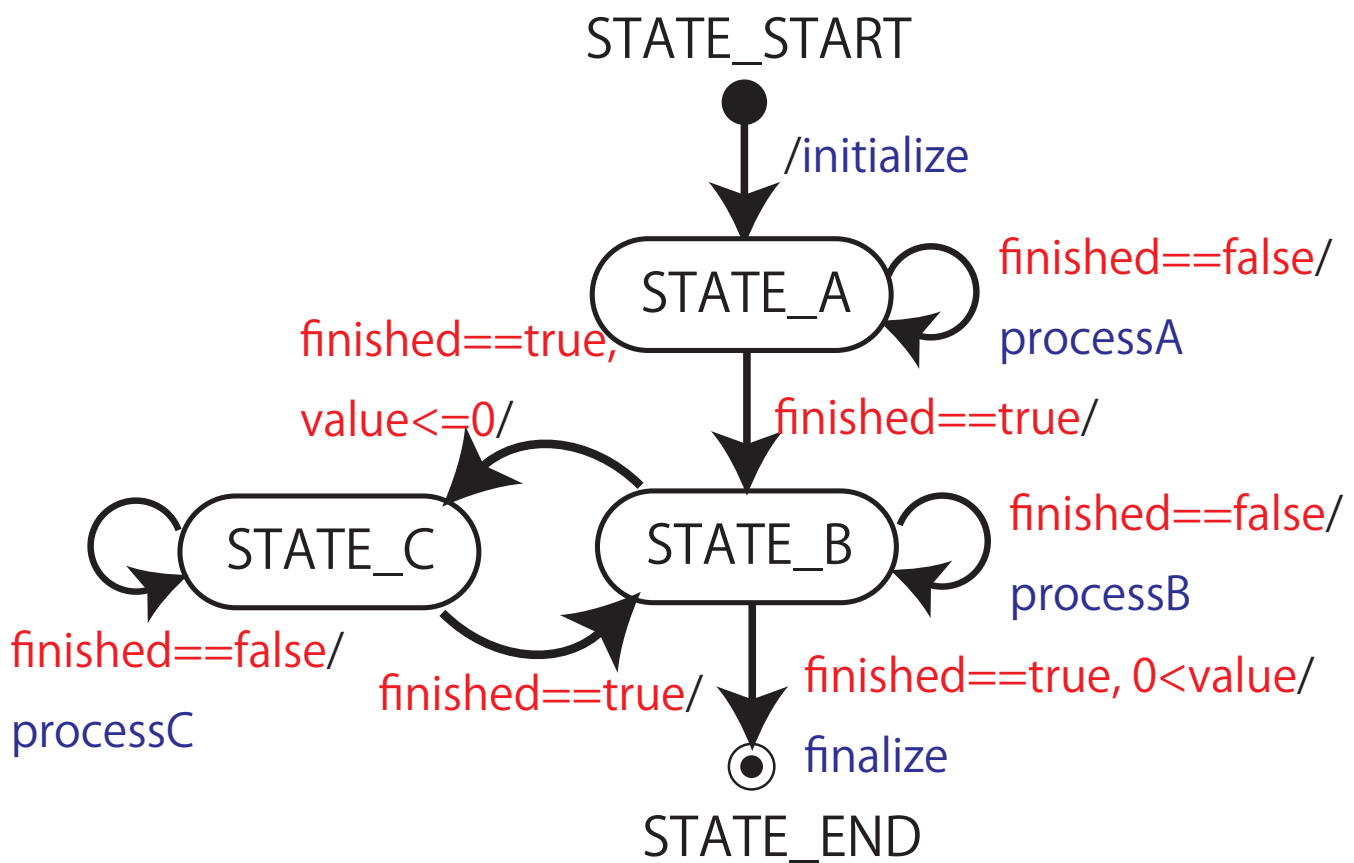 STATE_START
/initialize
STATE_A
finished==false/
processA
finished==true,
value<=0/
finished==true/
STATE_C
STATE_B
finished==false/
processB
finished==false/
processC
finished==true/
finished==true, 0<value/
finalize
STATE_END